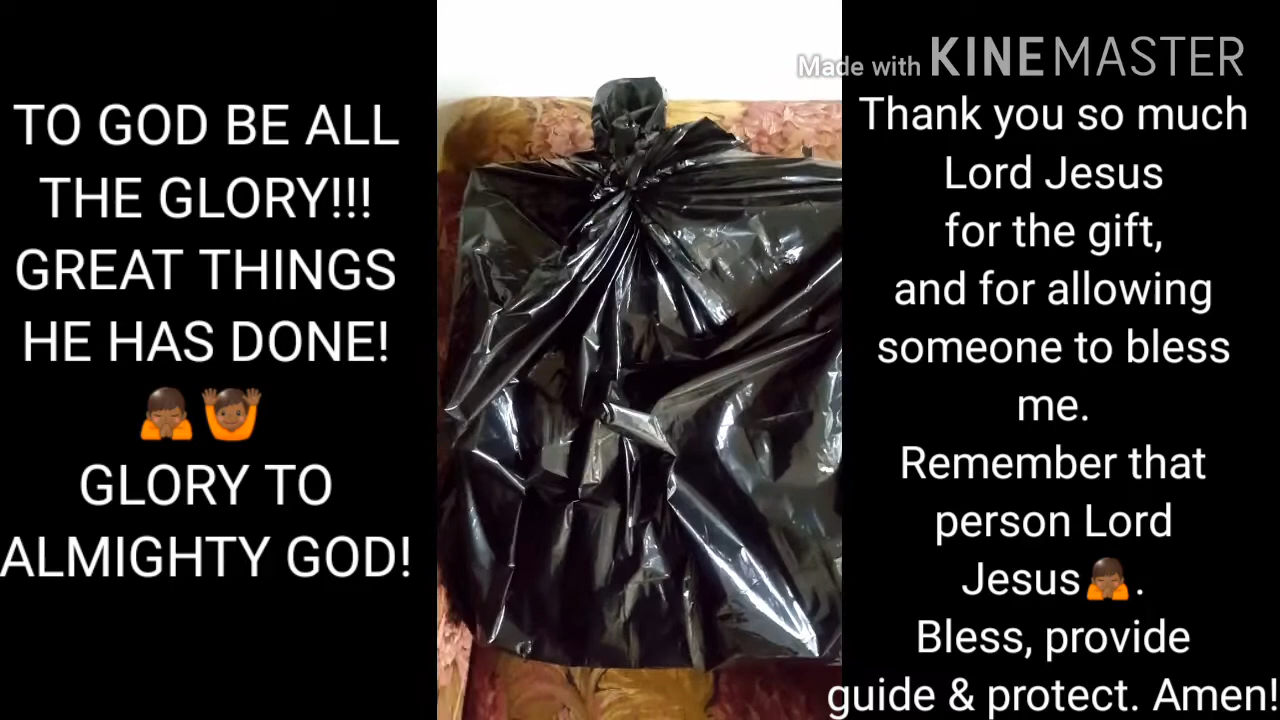 TO GOD BE ALL
THE GLORY!!!
GREAT THINGS
HE HAS DONE!
🙏🏾🙌🏾
GLORY TO
ALMIGHTY GOD!
Made with KINEMASTER
Thank you so much
Lord Jesus
for the gift,
and for allowing
someone to bless
me.
Remember that
person Lord
Jesus🙏🏾.
Bless, provide
guide & protect. Amen!